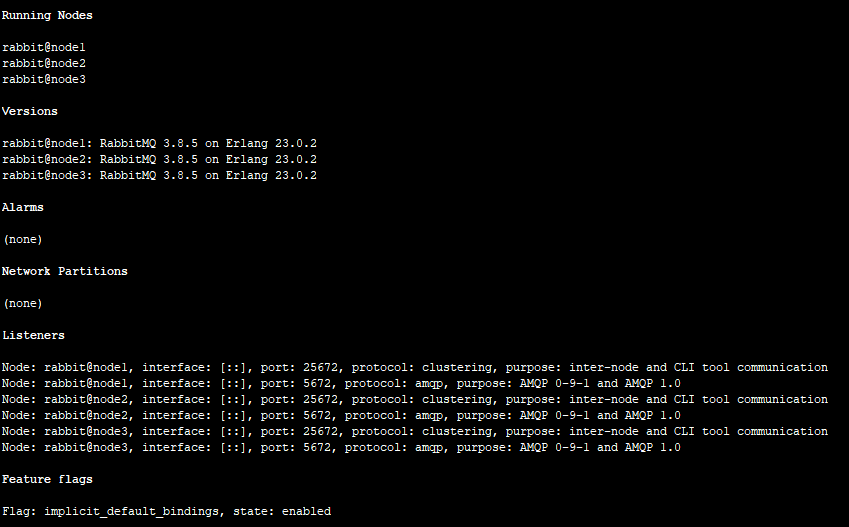 Running Nodes
rabbit@node1
rabbit@node2
rabbit@node3
Versions
rabbit@node1: RabbitMQ 3.8.5 on Erlang 23.0.2
rabbit@node2: RabbitMQ 3.8.5 on Erlang 23.0.2
rabbit@node3: RabbitMQ 3.8.5 on Erlang 23.0.2
Alarms
(none)
Network Partitions
(none)
Listeners
Node: rabbit@node1, interface: [::], port: 25672, protocol: clustering, purpose: inter-node and CLI tool communication
Node: rabbit@node1, interface: [::], port: 5672, protocol: amqp, purpose: AMQP 0-9-1 and AMQP 1.0
Node: rabbit@node2, interface: [::], port: 25672, protocol: clustering, purpose: inter-node and CLI tool communication
Node: rabbit@node2, interface: [::], port: 5672, protocol: amqp, purpose: AMQP 0-9-1 and AMQP 1.0
Node: rabbit@node3, interface: [::], port: 25672, protocol: clustering, purpose: inter-node and CLI tool communication
Node: rabbit@node3, interface: [::], port: 5672, protocol: amqp, purpose: AMQP 0-9-1 and AMQP 1.0
Feature flags
Flag: implicit_default_bindings, state: enabled